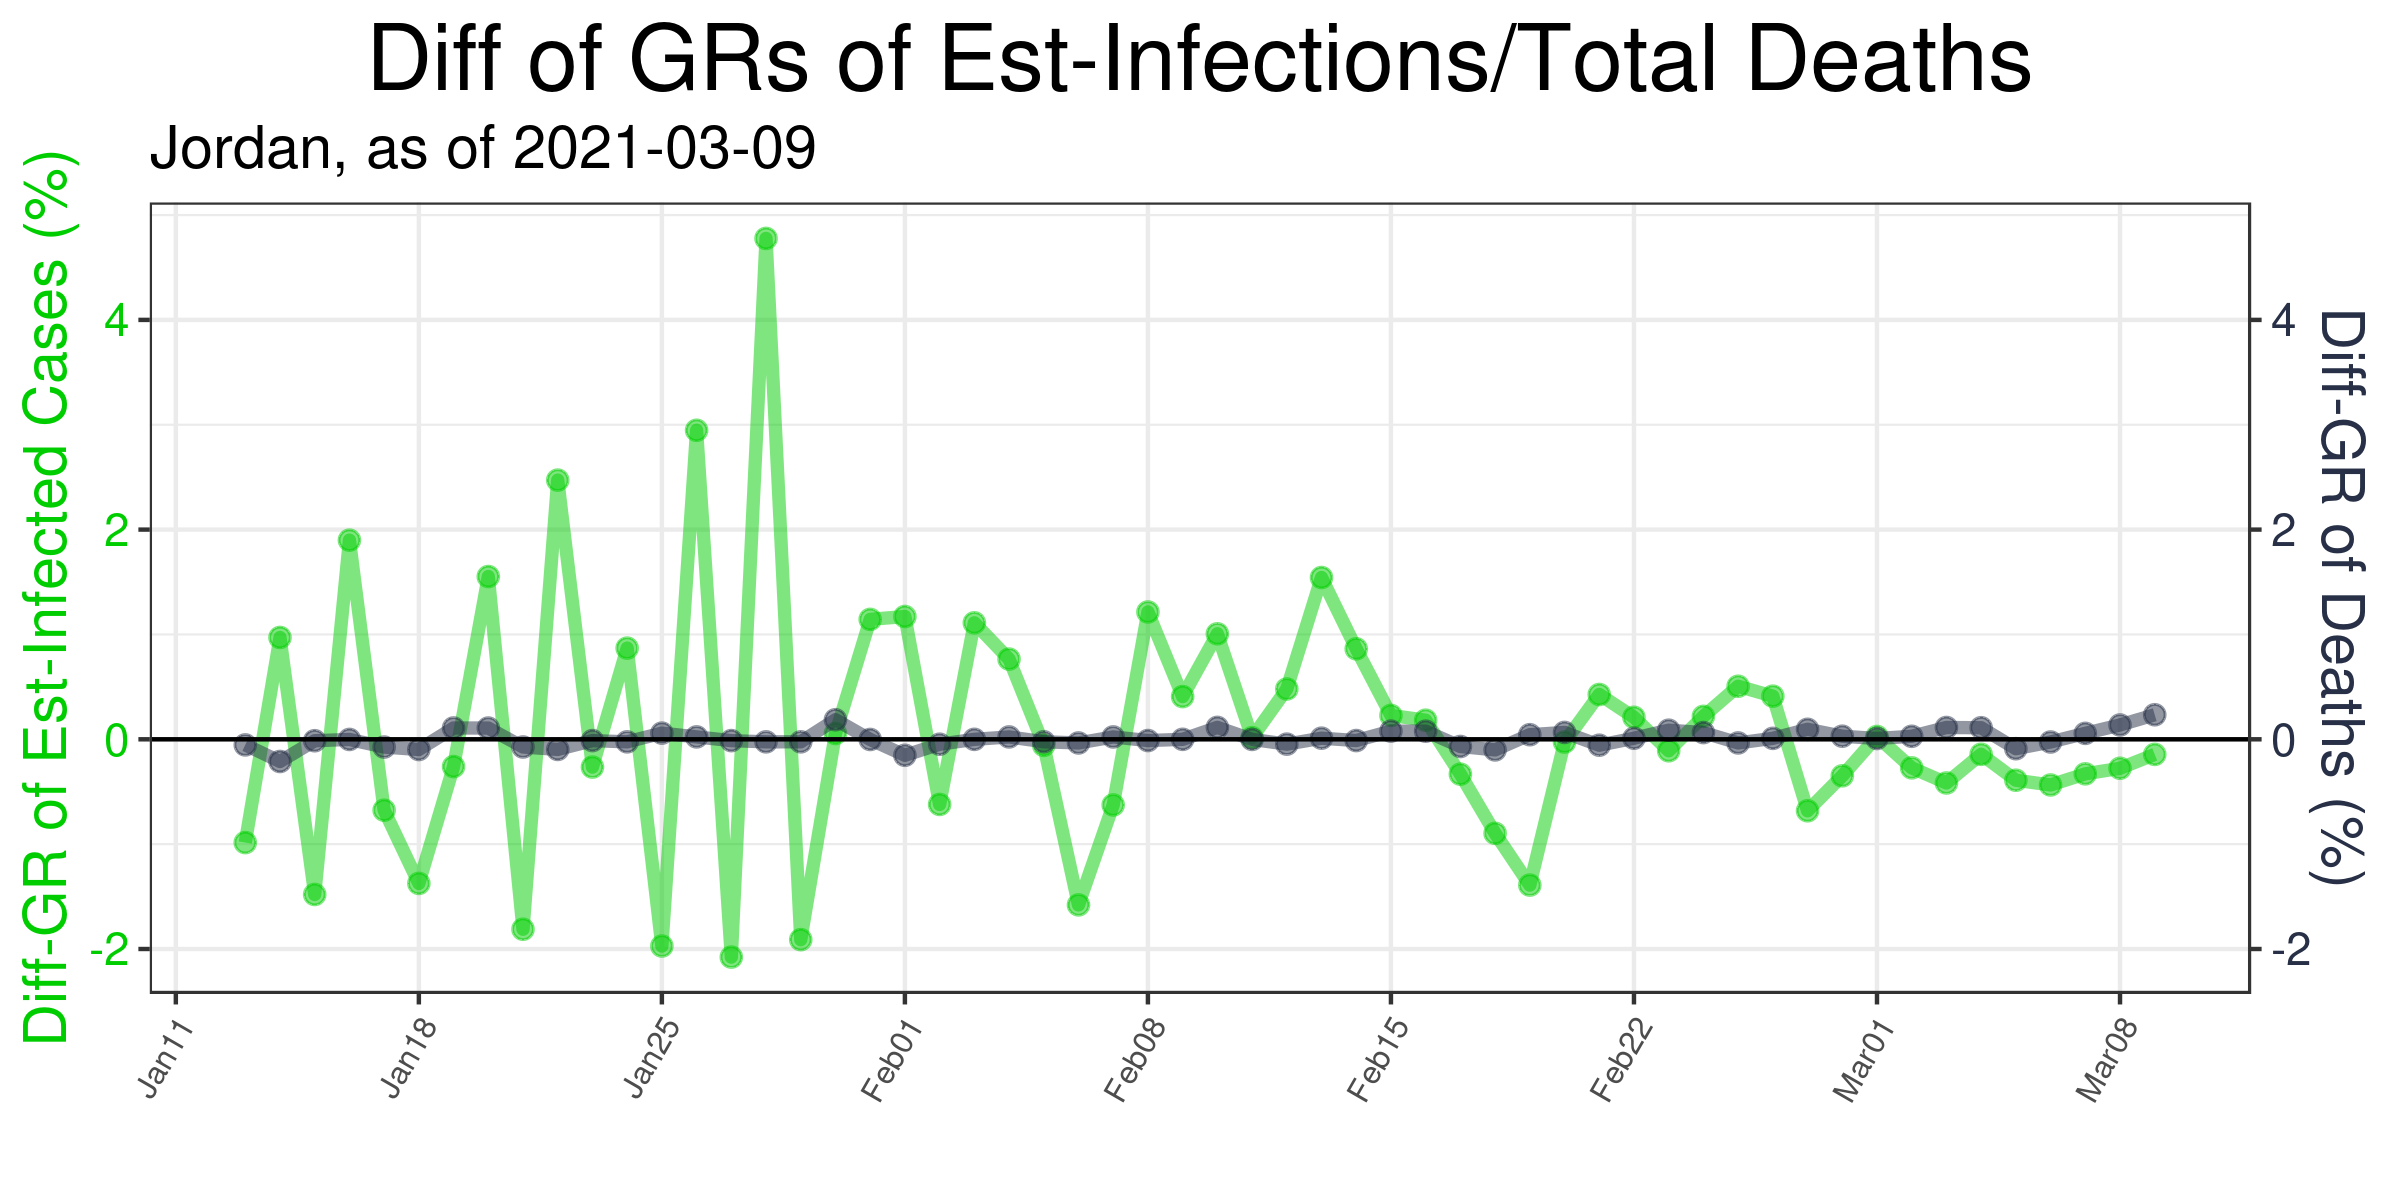 Diff of GRs of Est-Infections/Total Deaths
Jordan, as of 2021-03-09
Diff-GR of Est-Infected Cases (%)
4
2
0
-2
4
2
0
-2
Diff-GR of Deaths (%)
Jan11
Jan18
Jan25
Feb01
Feb08
Feb15
Feb22
Mar01
Mar08